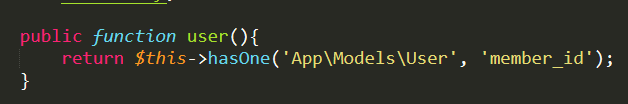 public function user(){
    return $this->hasOne('App\Models\User', 'member_id');
}